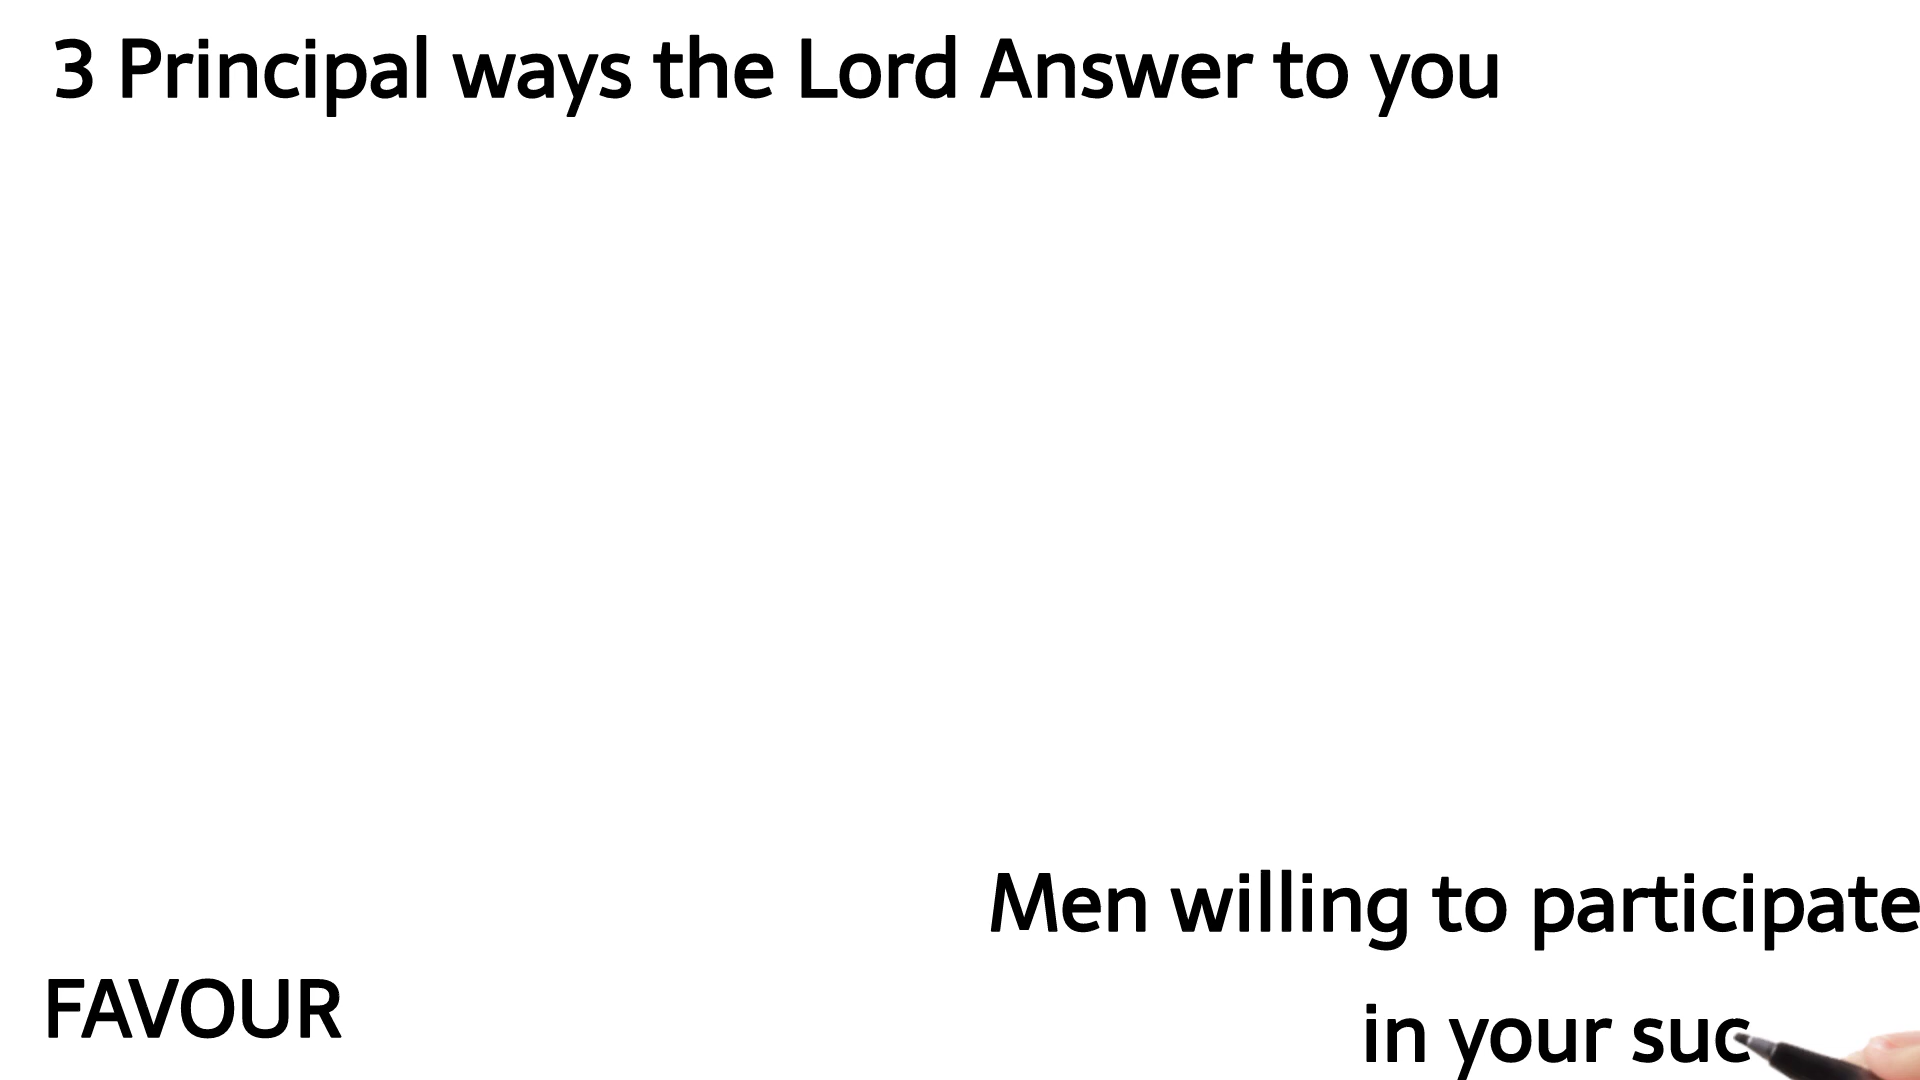 3 Principal ways the Lord Answer to you
Men willing to participate
FAVOUR
in your suc